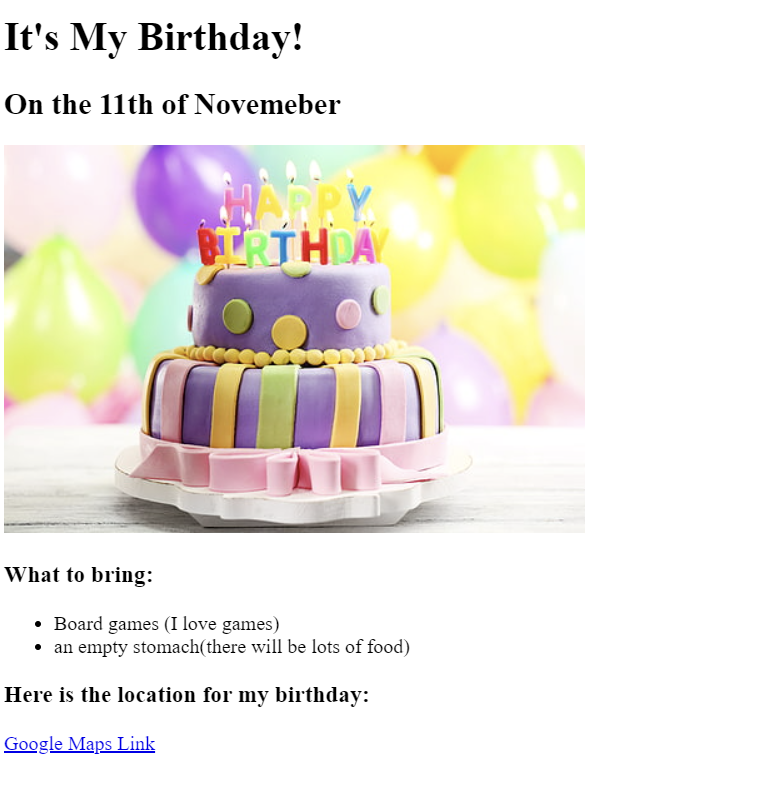 It's My Birthday!
On the 11th of Novemeber
HAPPY
BIRTHDAY
What to bring:
Board games (I love games)
an empty stomach(there will be lots of food)
Here is the location for my birthday:
Google Maps Link